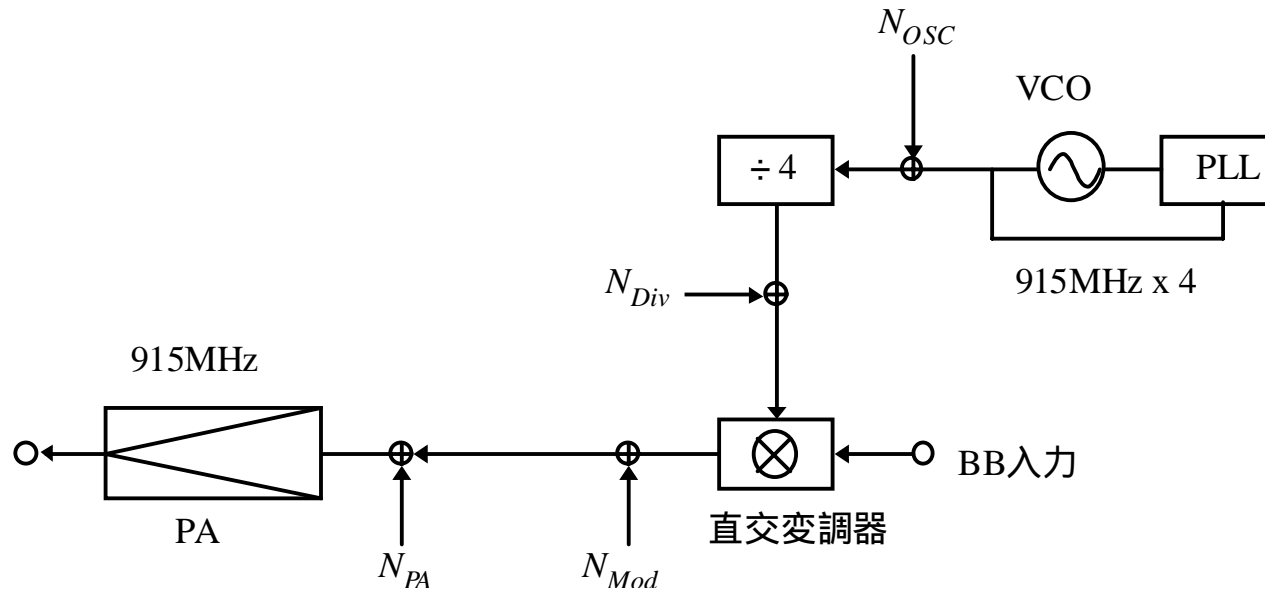 N_OSC
VCO
÷ 4
PLL
N_Div
915MHz x 4
915MHz
BB入力
PA
直交変調器
N_PA
N_Mod